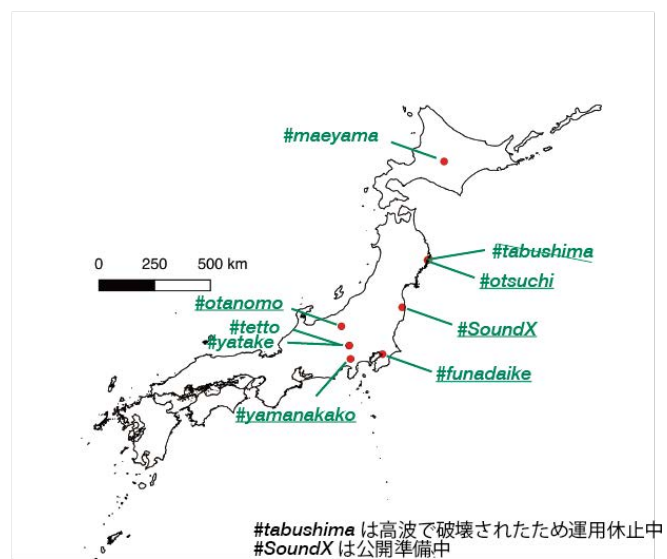 #maeyama
#tabushima
0 250 500 km
#otsuchi
#otanomo
#tetto
#SoundX
#yatake
#funadaike
#yamanakako
#tabushima は高波で破壊されたため運用休止中
#SoundX は公開準備中